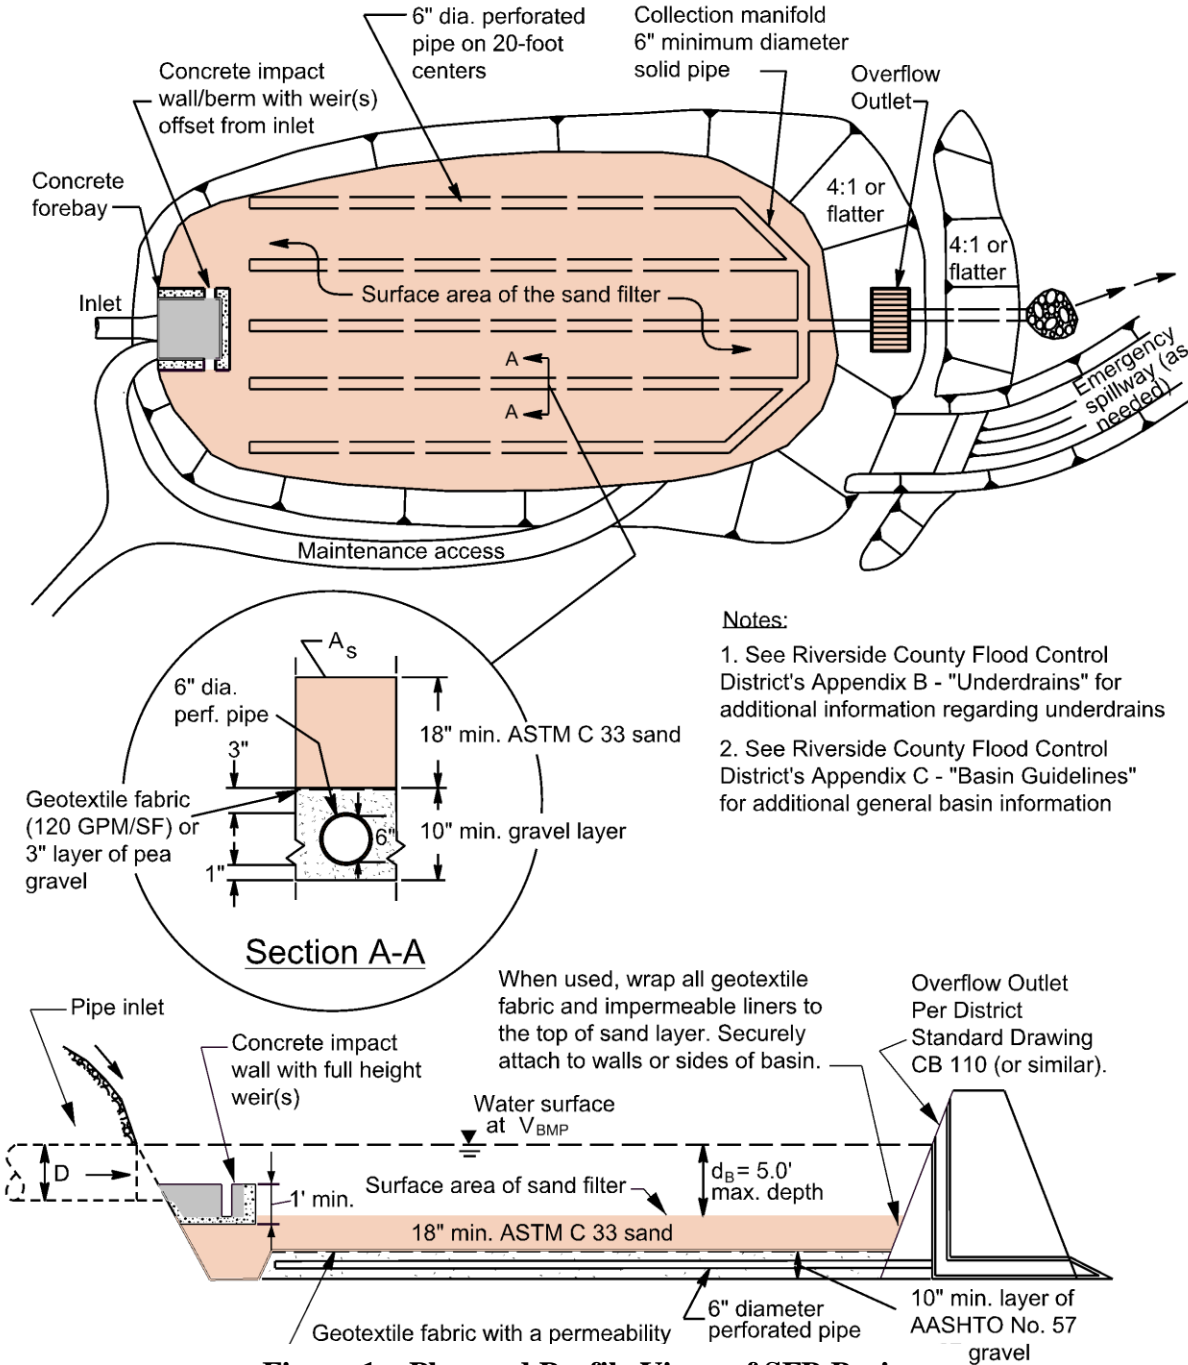 6" dia. perforated
pipe on 20-foot
centers
Collection manifold
6" minimum diameter
solid pipe
Concrete impact
wall/berm with weir(s)
offset from inlet
Overflow
Outlet
Concrete
forebay
4:1 or
flatter
4:1 or
flatter
Inlet
Surface area of the sand filter
A
A
Emergency
spillway (as
needed)
Maintenance access
Notes:
1. See Riverside County Flood Control
District's Appendix B - "Underdrains" for
additional information regarding underdrains
2. See Riverside County Flood Control
District's Appendix C - "Basin Guidelines"
for additional general basin information
As
6" dia.
perf. pipe
18" min. ASTM C 33 sand
3"
Geotextile fabric
(120 GPM/SF) or
3" layer of pea
gravel
6"
10" min. gravel layer
1"
Section A-A
When used, wrap all geotextile
fabric and impermeable liners to
the top of sand layer. Securely
attach to walls or sides of basin.
Overflow Outlet
Per District
Standard Drawing
CB 110 (or similar).
Pipe inlet
Concrete impact
wall with full height
weir(s)
Water surface
at VBMP
D
1' min.
Surface area of sand filter
dB = 5.0'
max. depth
18" min. ASTM C 33 sand
6" diameter
perforated pipe
10" min. layer of
AASHTO No. 57
gravel
Geotextile fabric with a permeability